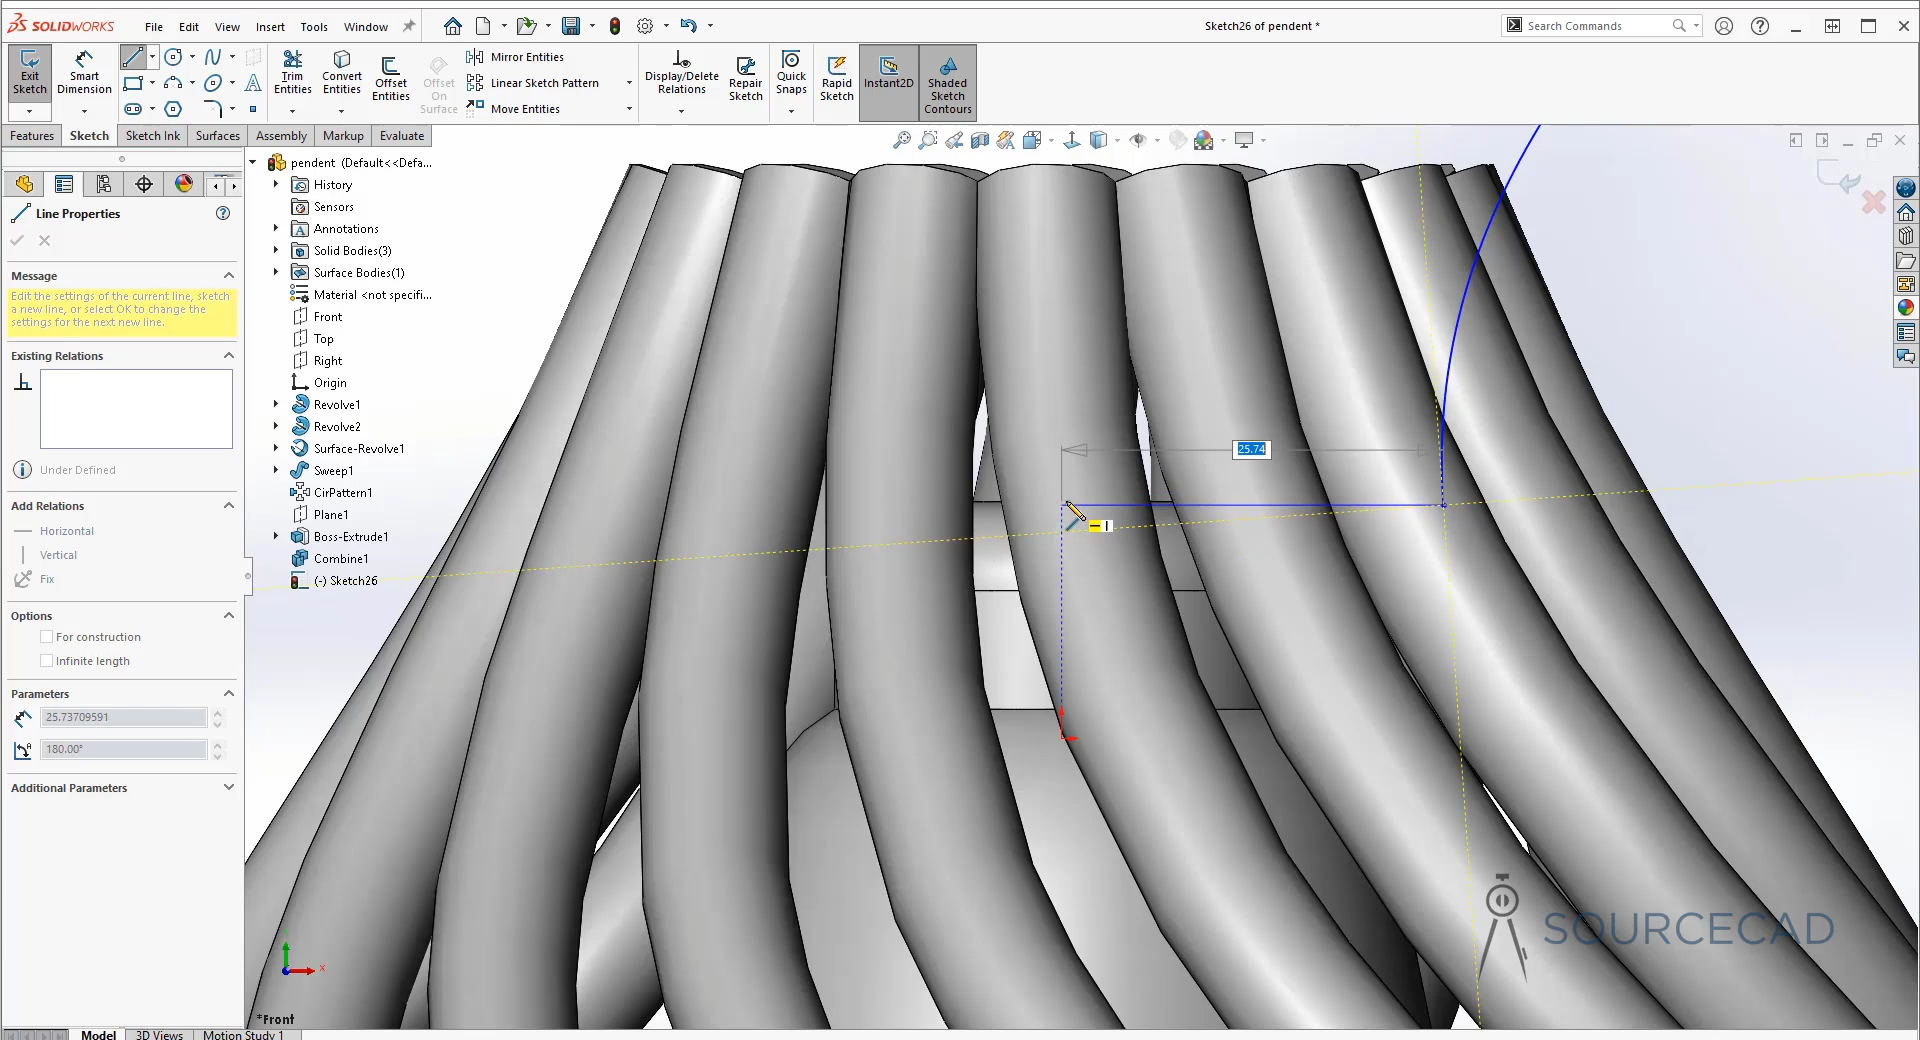 SOLIDWORKS File Edit View Insert Tools Window
Sketch26 of pendent *
Search Commands
Exit Sketch
Smart Dimension
Trim Entities
Convert Entities
Offset Entities
Offset On Surface
Mirror Entities
Linear Sketch Pattern
Move Entities
Display/Delete Relations
Repair Sketch
Quick Snaps
Rapid Sketch
Instant2D
Shaded Sketch Contours
Features Sketch Sketch Ink Surfaces Assembly Markup Evaluate
Line Properties
Message
Edit the settings of the current line, sketch
a new line, or select OK to change the
settings for the next new line.
Existing Relations
Under Defined
Add Relations
Horizontal
Vertical
Fix
Options
For construction
Infinite length
Parameters
25.73709591
180.00°
Additional Parameters
pendent (Default<<Defa...
History
Sensors
Annotations
Solid Bodies(3)
Surface Bodies(1)
Material <not specifi...
Front
Top
Right
Origin
Revolve1
Revolve2
Surface-Revolve1
Sweep1
CirPattern1
Plane1
Boss-Extrude1
Combine1
(-) Sketch26
25.74
SOURCECAD
x
*Front
Model 3D Views Motion Study 1